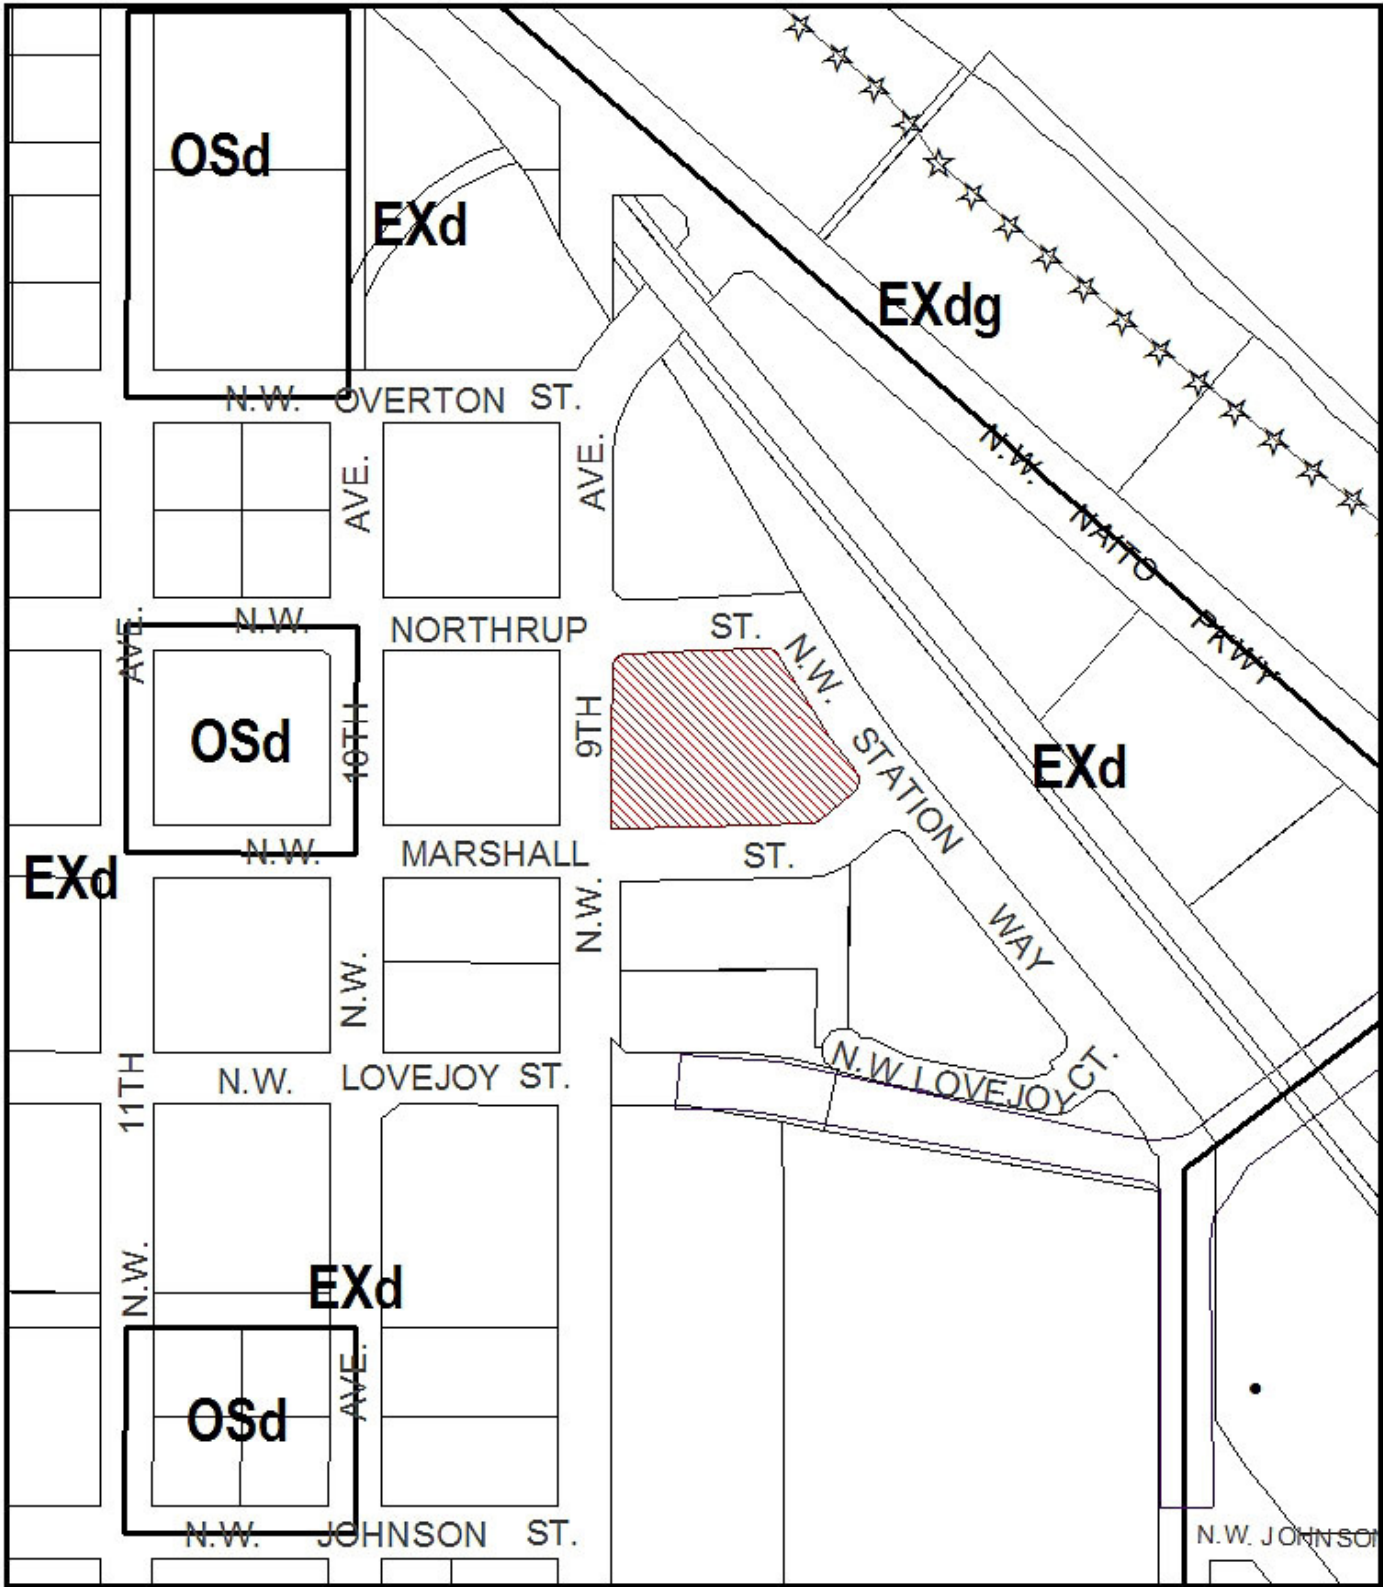 OSd
EXd
EXdg
N.W. OVERTON ST.
AVE.
AVE.
N.W. NAITO PKWY
AVE.
N.W. NORTHRUP ST.
N.W. STATION WAY
OSd
10TH
9TH
EXd
N.W. MARSHALL ST.
EXd
N.W.
N.W.
11TH
N.W. LOVEJOY ST.
N.W LOVEJOY CT.
N.W.
EXd
AVE.
OSd
N.W. JOHNSON ST.
N.W. JOHNSON